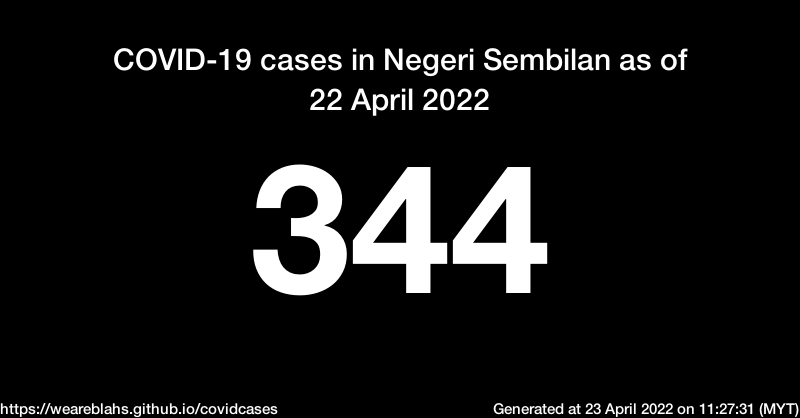 COVID-19 cases in Negeri Sembilan as of
22 April 2022
344
https://weareblahs.github.io/covidcases
Generated at 23 April 2022 on 11:27:31 (MYT)